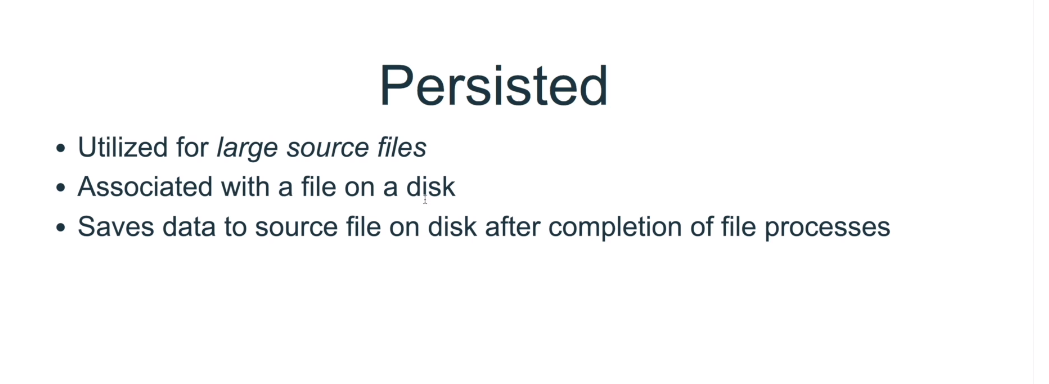 Persisted
• Utilized for large source files
• Associated with a file on a disk
• Saves data to source file on disk after completion of file processes